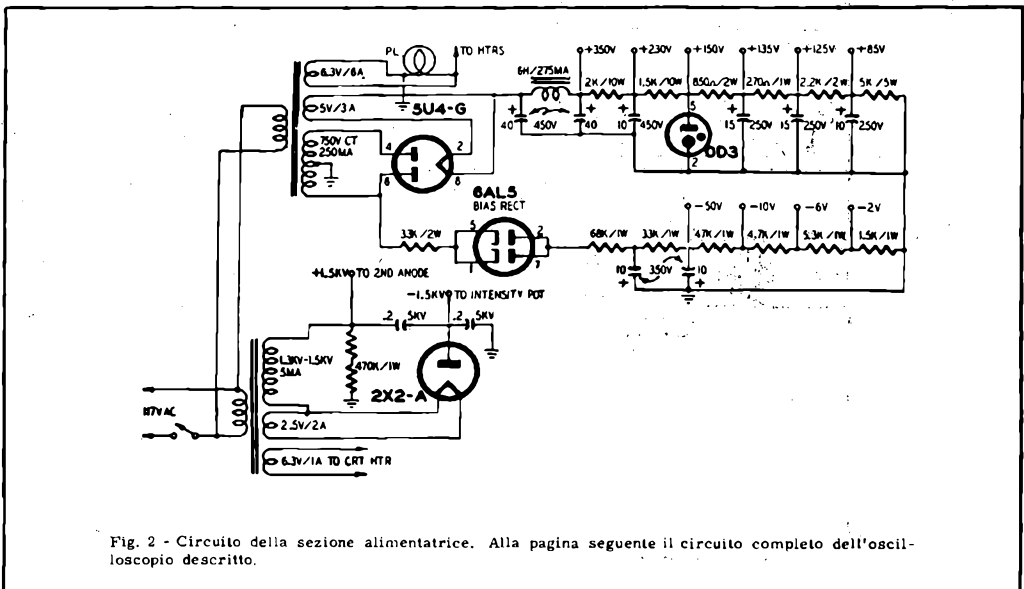 PL
TO HTRS
6.3V/6A
5V/3A
5U4-G
750V CT
250MA
4
2
6
8
6H/275MA
+350V
+230V
+150V
+135V
+125V
+85V
2K/10W
1.5K/10W
850Ω/2W
270Ω/1W
2.2K/2W
5K/5W
+
40
450V
+
40
+
10
450V
5
2
OD3
+
15
250V
+
15
250V
+
10
250V
6AL5
BIAS RECT
33K/2W
5
1
2
7
-50V
-10V
-6V
-2V
68K/1W
33K/1W
47K/1W
4.7K/1W
1.5K/1W
10
350V
10
+
+
+1.5KV TO 2ND ANODE
-1.5KV TO INTENSITY POT
.2
5KV
.2
5KV
1.3KV-1.5KV
5MA
470K/1W
2X2-A
117V AC
2.5V/2A
6.3V/1A TO CRT HTR
Fig. 2 - Circuito della sezione alimentatrice. Alla pagina seguente il circuito completo dell'oscil-
loscopio descritto.